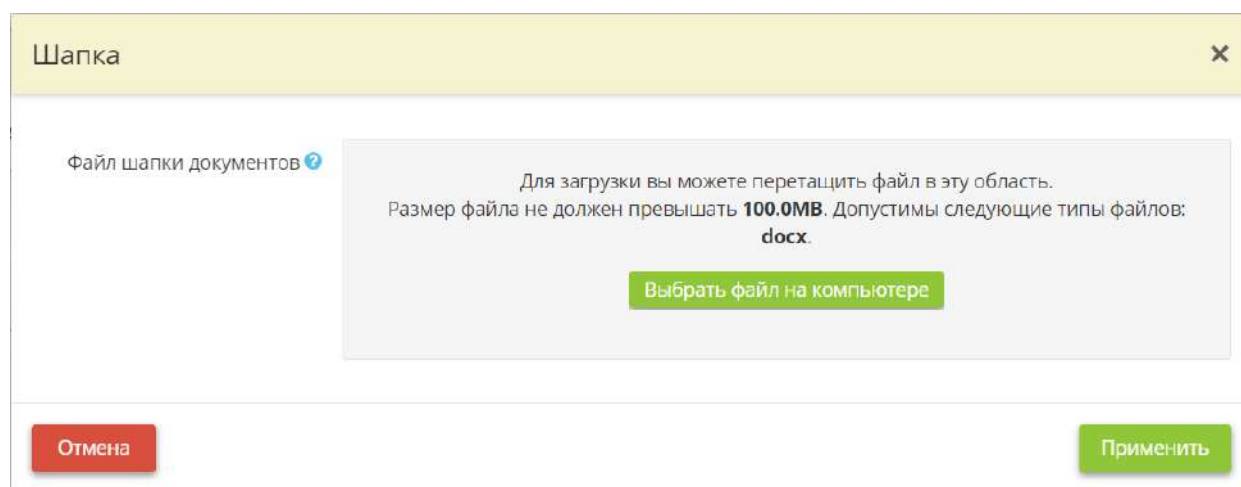 Шапка
Файл шапки документов
Для загрузки вы можете перетащить файл в эту область.
Размер файла не должен превышать 100.0MB. Допустимы следующие типы файлов:
docx.
Выбрать файл на компьютере
Отмена
Применить